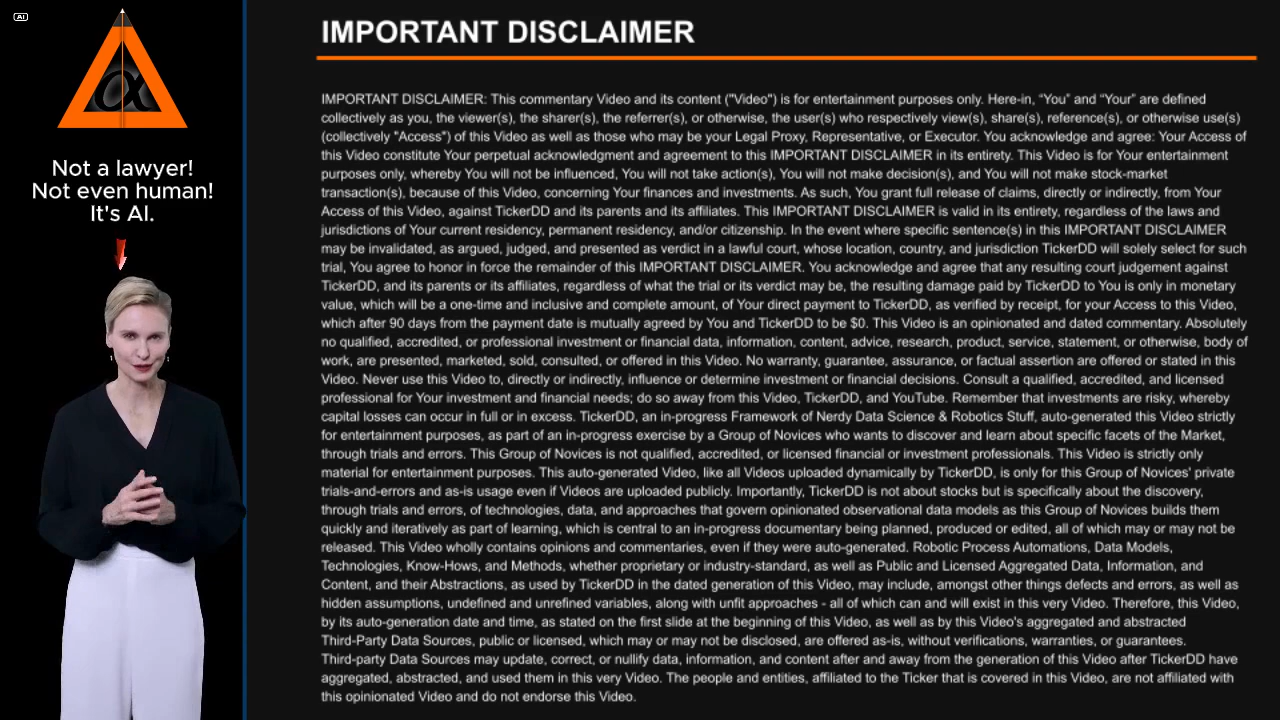 AI
α
Not a lawyer!
Not even human!
It's AI.
IMPORTANT DISCLAIMER
IMPORTANT DISCLAIMER: This commentary Video and its content ("Video") is for entertainment purposes only. Here-in, “You” and “Your” are defined
collectively as you, the viewer(s), the sharer(s), the referrer(s), or otherwise, the user(s) who respectively view(s), share(s), reference(s), or otherwise use(s)
(collectively "Access") of this Video as well as those who may be your Legal Proxy, Representative, or Executor. You acknowledge and agree: Your Access of
this Video constitute Your perpetual acknowledgment and agreement to this IMPORTANT DISCLAIMER in its entirety. This Video is for Your entertainment
purposes only, whereby You will not be influenced, You will not take action(s), You will not make decision(s), and You will not make stock-market
transaction(s), because of this Video, concerning Your finances and investments. As such, You grant full release of claims, directly or indirectly, from Your
Access of this Video, against TickerDD and its parents and its affiliates. This IMPORTANT DISCLAIMER is valid in its entirety, regardless of the laws and
jurisdictions of Your current residency, permanent residency, and/or citizenship. In the event where specific sentence(s) in this IMPORTANT DISCLAIMER
may be invalidated, as argued, judged, and presented as verdict in a lawful court, whose location, country, and jurisdiction TickerDD will solely select for such
trial, You agree to honor in force the remainder of this IMPORTANT DISCLAIMER. You acknowledge and agree that any resulting court judgement against
TickerDD, and its parents or its affiliates, regardless of what the trial or its verdict may be, the resulting damage paid by TickerDD to You is only in monetary
value, which will be a one-time and inclusive and complete amount, of Your direct payment to TickerDD, as verified by receipt, for your Access to this Video,
which after 90 days from the payment date is mutually agreed by You and TickerDD to be $0. This Video is an opinionated and dated commentary. Absolutely
no qualified, accredited, or professional investment or financial data, information, content, advice, research, product, service, statement, or otherwise, body of
work, are presented, marketed, sold, consulted, or offered in this Video. No warranty, guarantee, assurance, or factual assertion are offered or stated in this
Video. Never use this Video to, directly or indirectly, influence or determine investment or financial decisions. Consult a qualified, accredited, and licensed
professional for Your investment and financial needs; do so away from this Video, TickerDD, and YouTube. Remember that investments are risky, whereby
capital losses can occur in full or in excess. TickerDD, an in-progress Framework of Nerdy Data Science & Robotics Stuff, auto-generated this Video strictly
for entertainment purposes, as part of an in-progress exercise by a Group of Novices who wants to discover and learn about specific facets of the Market,
through trials and errors. This Group of Novices is not qualified, accredited, or licensed financial or investment professionals. This Video is strictly only
material for entertainment purposes. This auto-generated Video, like all Videos uploaded dynamically by TickerDD, is only for this Group of Novices' private
trials-and-errors and as-is usage even if Videos are uploaded publicly. Importantly, TickerDD is not about stocks but is specifically about the discovery,
through trials and errors, of technologies, data, and approaches that govern opinionated observational data models as this Group of Novices builds them
quickly and iteratively as part of learning, which is central to an in-progress documentary being planned, produced or edited, all of which may or may not be
released. This Video wholly contains opinions and commentaries, even if they were auto-generated. Robotic Process Automations, Data Models,
Technologies, Know-Hows, and Methods, whether proprietary or industry-standard, as well as Public and Licensed Aggregated Data, Information, and
Content, and their Abstractions, as used by TickerDD in the dated generation of this Video, may include, amongst other things defects and errors, as well as
hidden assumptions, undefined and unrefined variables, along with unfit approaches - all of which can and will exist in this very Video. Therefore, this Video,
by its auto-generation date and time, as stated on the first slide at the beginning of this Video, as well as by this Video's aggregated and abstracted
Third-Party Data Sources, public or licensed, which may or may not be disclosed, are offered as-is, without verifications, warranties, or guarantees.
Third-party Data Sources may update, correct, or nullify data, information, and content after and away from the generation of this Video after TickerDD have
aggregated, abstracted, and used them in this very Video. The people and entities, affiliated to the Ticker that is covered in this Video, are not affiliated with
this opinionated Video and do not endorse this Video.